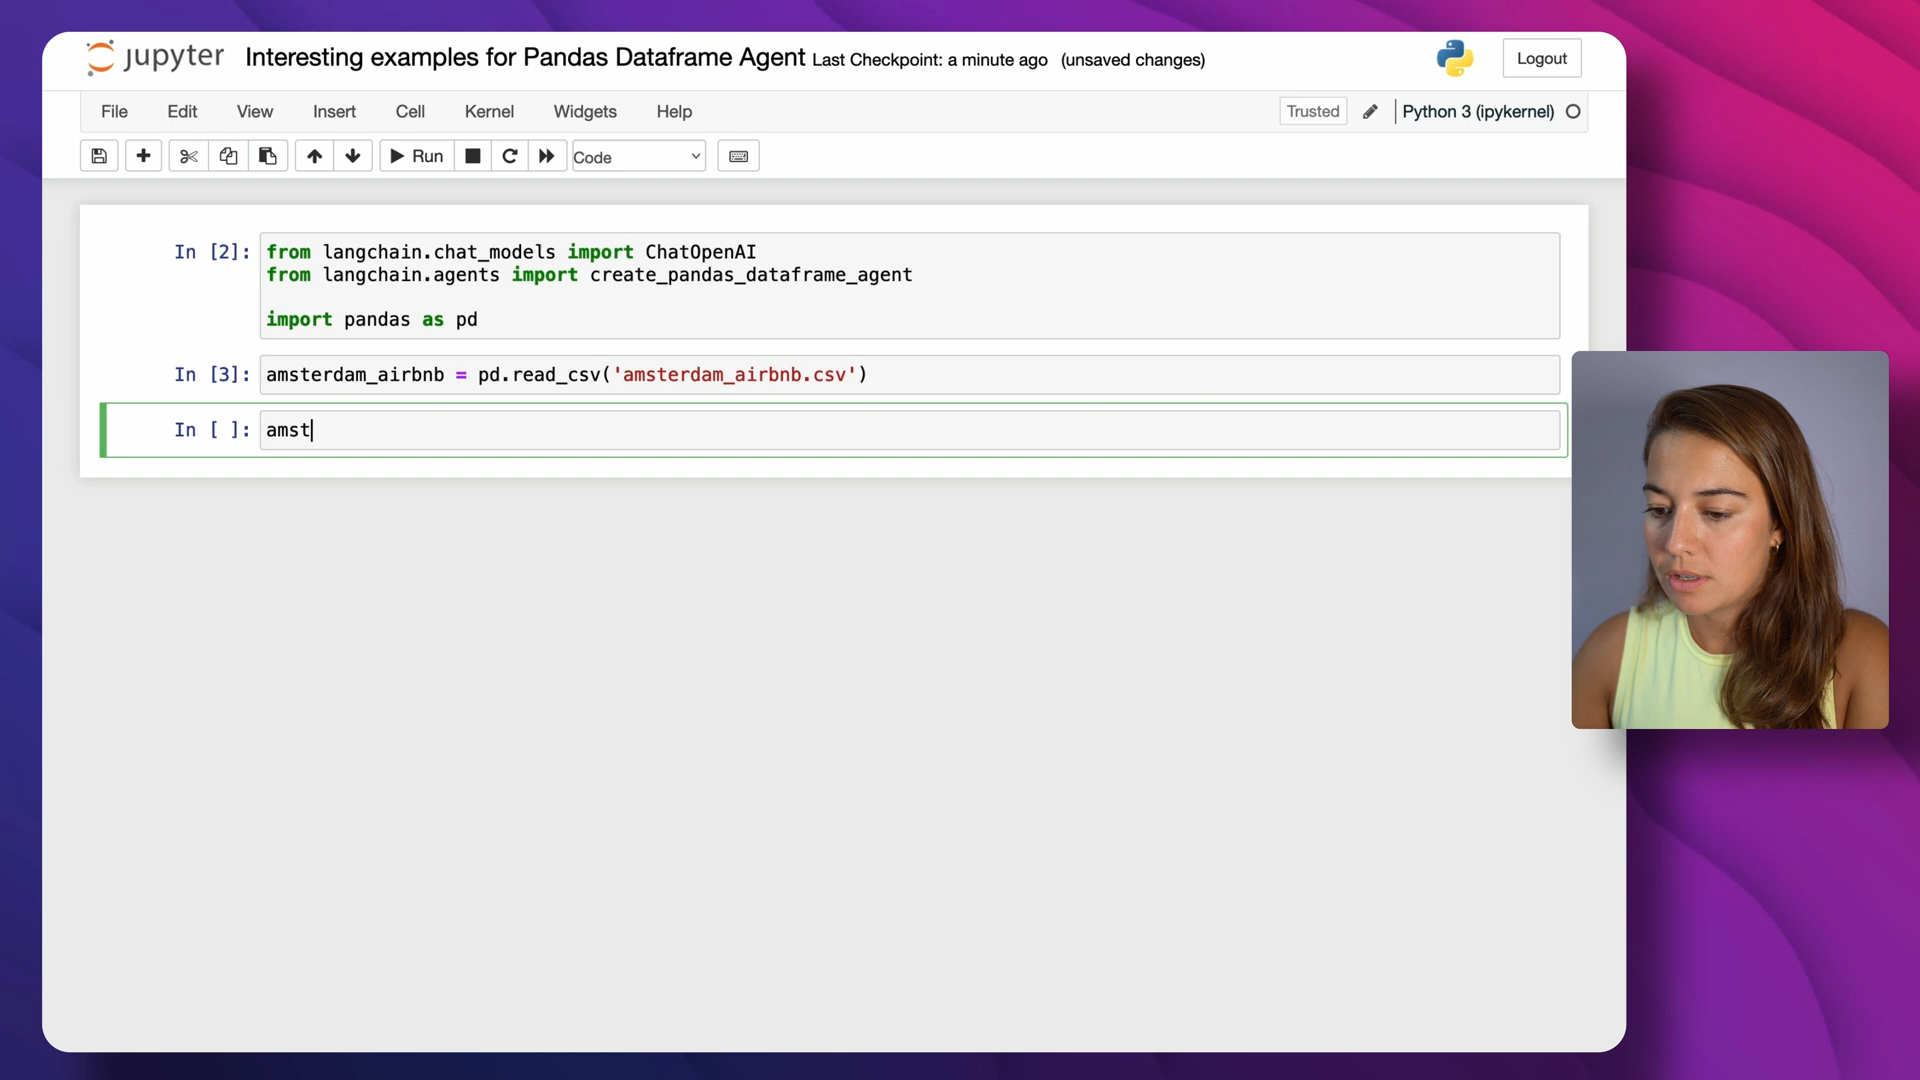 jupyter Interesting examples for Pandas Dataframe Agent Last Checkpoint: a minute ago (unsaved changes) Logout
File Edit View Insert Cell Kernel Widgets Help Trusted Python 3 (ipykernel)
Run Code
In [2]: from langchain.chat_models import ChatOpenAI
from langchain.agents import create_pandas_dataframe_agent
import pandas as pd
In [3]: amsterdam_airbnb = pd.read_csv('amsterdam_airbnb.csv')
In [ ]: amst